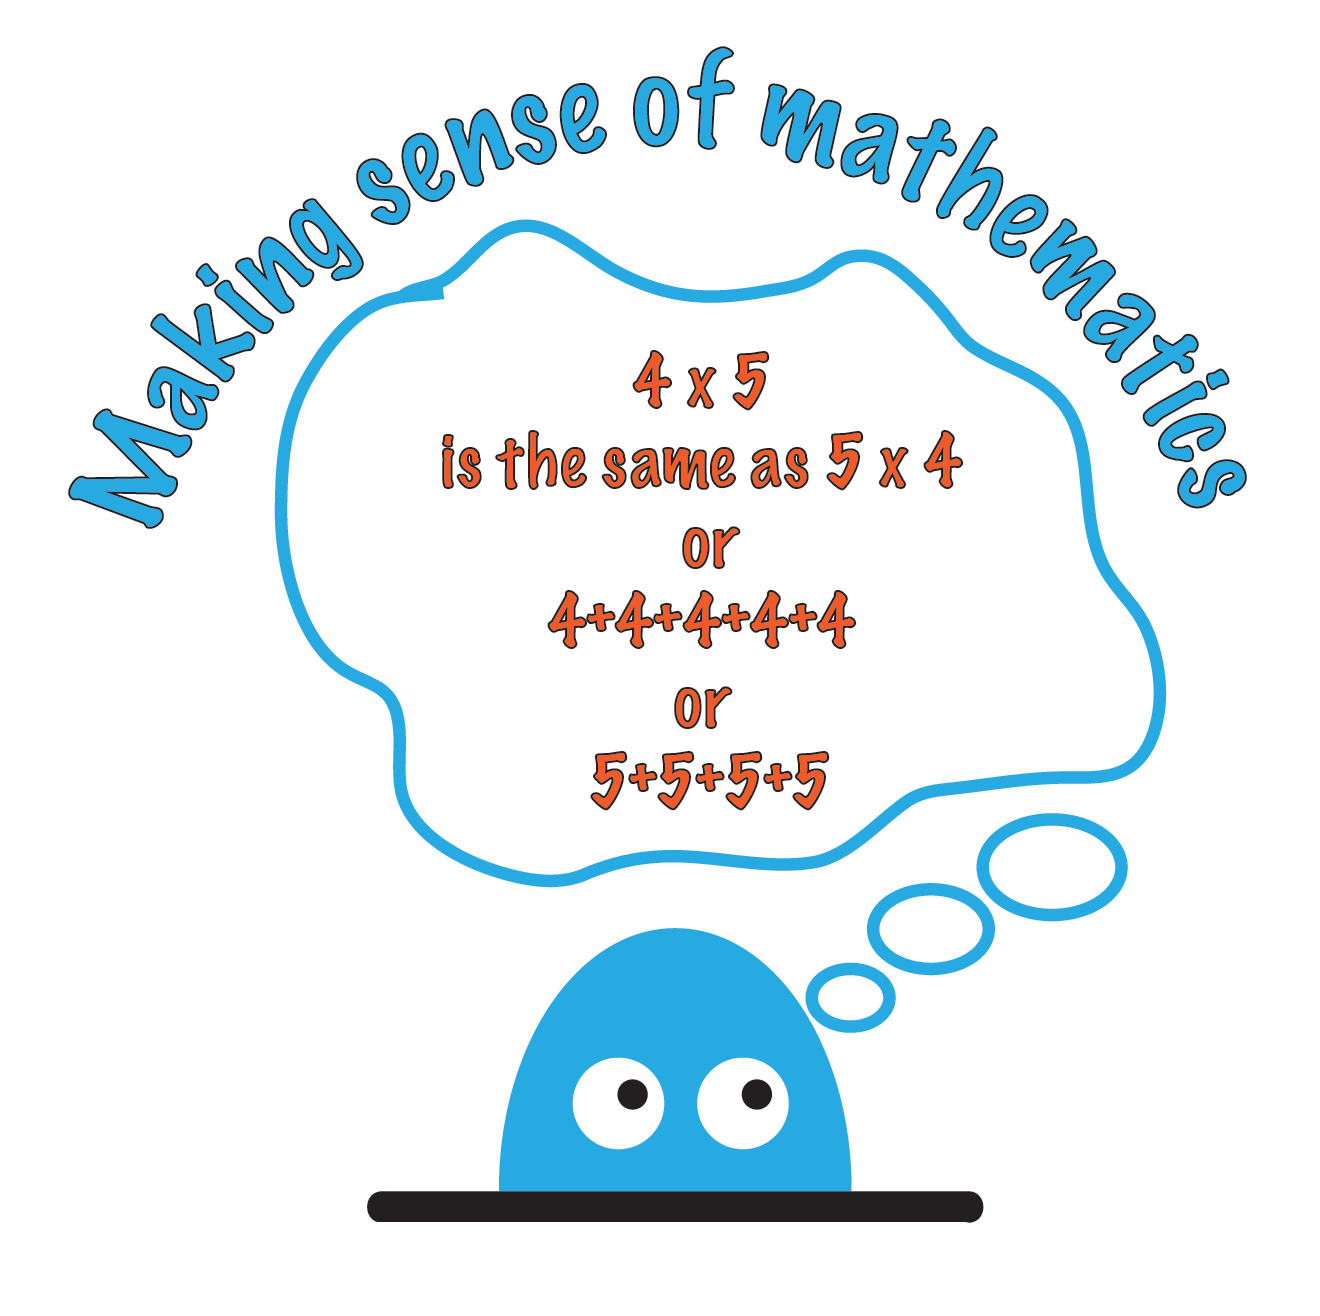 Making sense of mathematics
4 x 5
is the same as 5 x 4
or
4+4+4+4+4
or
5+5+5+5